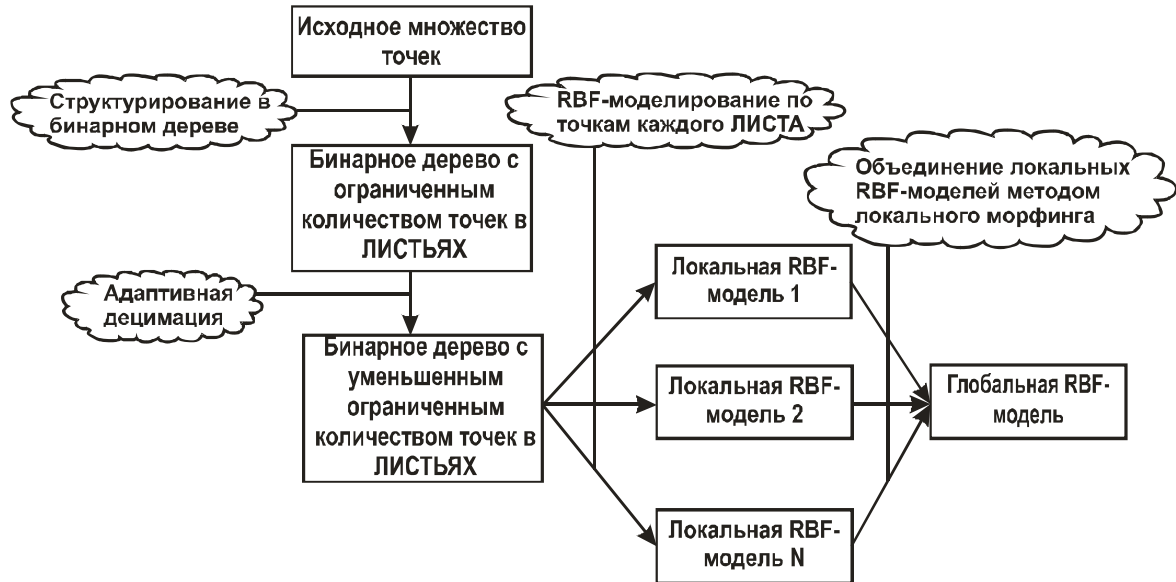 Исходное множество
точек
Структурирование в
бинарном дереве
RBF-моделирование по
точкам каждого ЛИСТА
Бинарное дерево с
ограниченным
количеством точек в
ЛИСТЬЯХ
Объединение локальных
RBF-моделей методом
локального морфинга
Адаптивная
децимация
Локальная RBF-
модель 1
Бинарное дерево с
уменьшенным
ограниченным
количеством точек в
ЛИСТЬЯХ
Локальная RBF-
модель 2
Глобальная RBF-
модель
Локальная RBF-
модель N